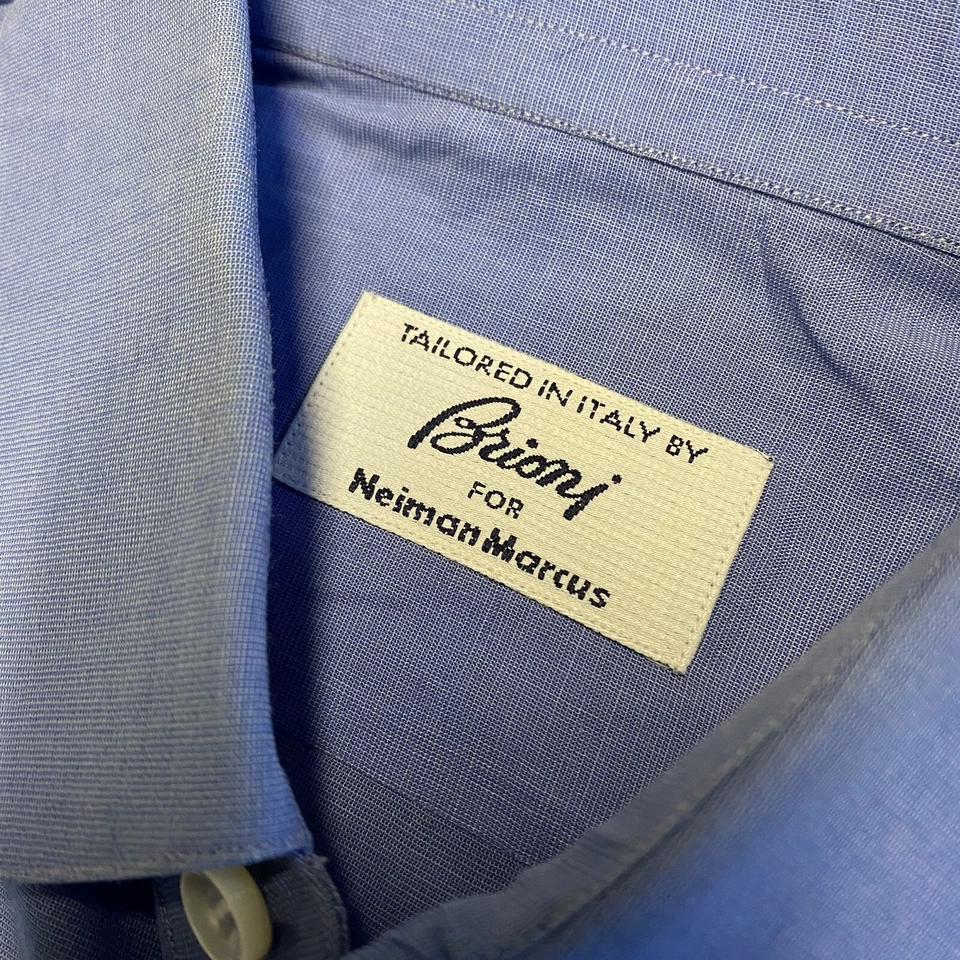 TAILORED IN ITALY BY
Brioni
FOR
Neiman Marcus